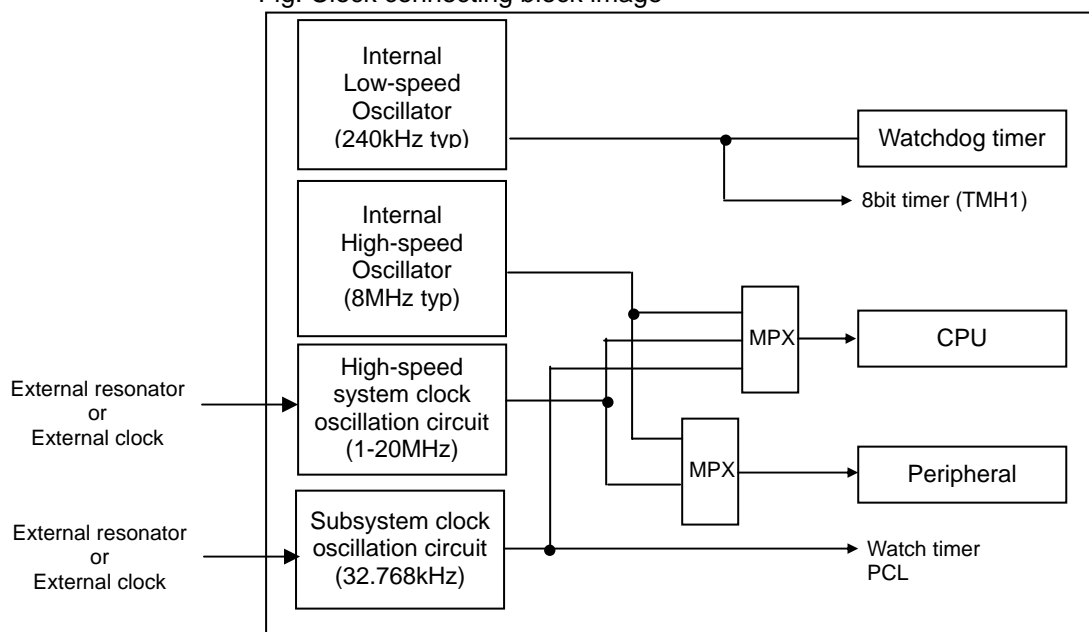 Fig. Clock connecting block image
Internal
Low-speed
Oscillator
(240kHz typ)
Watchdog timer
8bit timer (TMH1)
Internal
High-speed
Oscillator
(8MHz typ)
MPX
CPU
External resonator
or
External clock
High-speed
system clock
oscillation circuit
(1-20MHz)
MPX
Peripheral
External resonator
or
External clock
Subsystem clock
oscillation circuit
(32.768kHz)
Watch timer
PCL